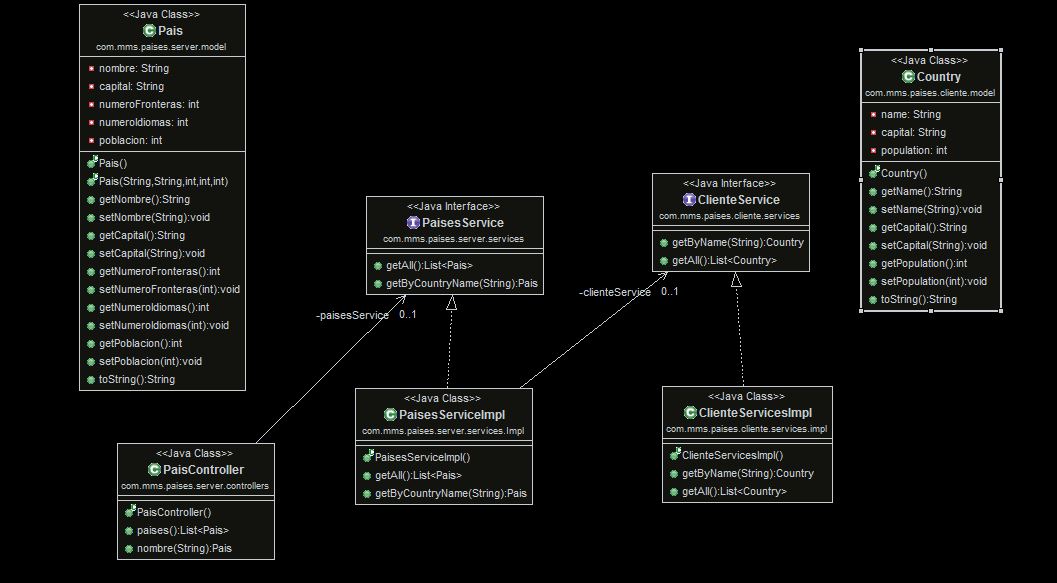 <<Java Class>>
Pais
com.mms.paises.server.model
nombre: String
capital: String
numeroFronteras: int
numeroIdiomas: int
poblacion: int
Pais()
Pais(String,String,int,int,int)
getNombre():String
setNombre(String):void
getCapital():String
setCapital(String):void
getNumeroFronteras():int
setNumeroFronteras(int):void
getNumeroIdiomas():int
setNumeroIdiomas(int):void
getPoblacion():int
setPoblacion(int):void
toString():String
<<Java Interface>>
PaisesService
com.mms.paises.server.services
getAll():List<Pais>
getByCountryName(String):Pais
<<Java Interface>>
ClienteService
com.mms.paises.cliente.services
getByName(String):Country
getAll():List<Country>
<<Java Class>>
Country
com.mms.paises.cliente.model
name: String
capital: String
population: int
Country()
getName():String
setName(String):void
getCapital():String
setCapital(String):void
getPopulation():int
setPopulation(int):void
toString():String
-paisesService 0..1
-clienteService 0..1
<<Java Class>>
PaisController
com.mms.paises.server.controllers
PaisController()
paises():List<Pais>
nombre(String):Pais
<<Java Class>>
PaisesServiceImpl
com.mms.paises.server.services.Impl
PaisesServiceImpl()
getAll():List<Pais>
getByCountryName(String):Pais
<<Java Class>>
ClienteServicesImpl
com.mms.paises.cliente.services.impl
ClienteServicesImpl()
getByName(String):Country
getAll():List<Country>